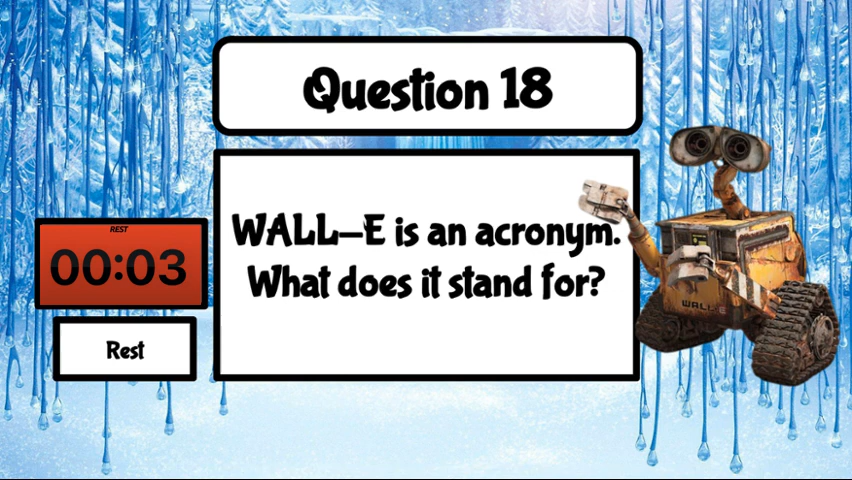 Question 18
WALL-E is an acronym.
What does it stand for?
REST
00:03
Rest
WALL-E